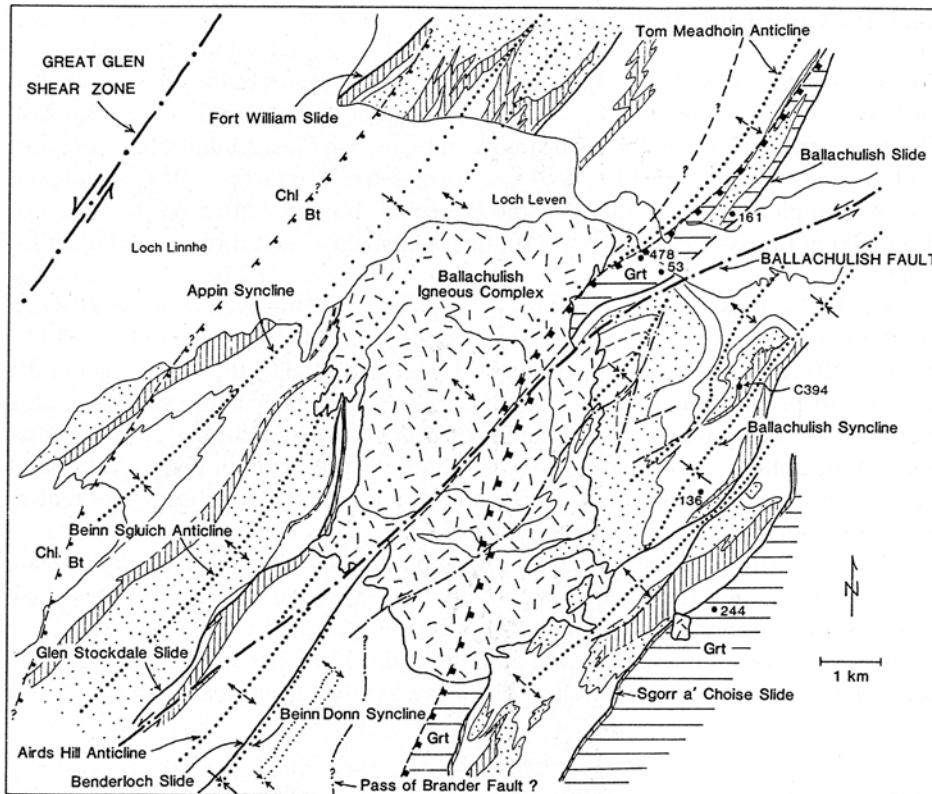 GREAT GLEN
SHEAR ZONE
Tom Meadhoin Anticline
Fort William Slide
Ballachulish Slide
Chl
?
Bt
Loch Leven
161
Loch Linnhe
?
478
53
Grt
BALLACHULISH FAULT
Appin Syncline
Ballachulish
Igneous Complex
?
?
C394
Ballachulish Syncline
136
Beinn Sgluich Anticline
Chl.
Bt
N
244
Grt
1 km
Glen Stockdale Slide
?
?
Sgorr a' Choise Slide
Beinn Donn Syncline
Airds Hill Anticline
Grt
Benderloch Slide
?
Pass of Brander Fault ?